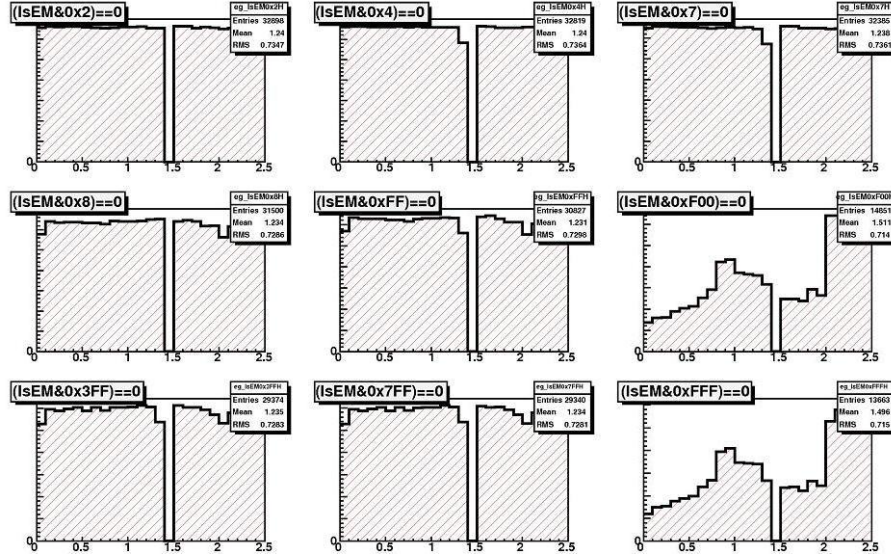 (IsEM&0x2)==0
eg_IsEM0x2H
Entries 32898
Mean 1.24
RMS 0.7347
0
0 0.5 1 1.5 2 2.5
(IsEM&0x4)==0
eg_IsEM0x4H
Entries 32819
Mean 1.24
RMS 0.7364
0
0 0.5 1 1.5 2 2.5
(IsEM&0x7)==0
eg_IsEM0x7H
Entries 32385
Mean 1.238
RMS 0.7361
0
0 0.5 1 1.5 2 2.5
(IsEM&0x8)==0
eg_IsEM0x8H
Entries 31500
Mean 1.234
RMS 0.7286
0
0 0.5 1 1.5 2 2.5
(IsEM&0xFF)==0
eg_IsEM0xFFH
Entries 30827
Mean 1.231
RMS 0.7298
0
0 0.5 1 1.5 2 2.5
(IsEM&0xF00)==0
eg_IsEM0xF00H
Entries 14851
Mean 1.511
RMS 0.714
0
0 0.5 1 1.5 2 2.5
(IsEM&0x3FF)==0
eg_IsEM0x3FFH
Entries 29374
Mean 1.235
RMS 0.7283
0
0 0.5 1 1.5 2 2.5
(IsEM&0x7FF)==0
eg_IsEM0x7FFH
Entries 29340
Mean 1.234
RMS 0.7281
0
0 0.5 1 1.5 2 2.5
(IsEM&0xFFF)==0
eg_IsEM0xFFFH
Entries 13663
Mean 1.496
RMS 0.715
0
0 0.5 1 1.5 2 2.5